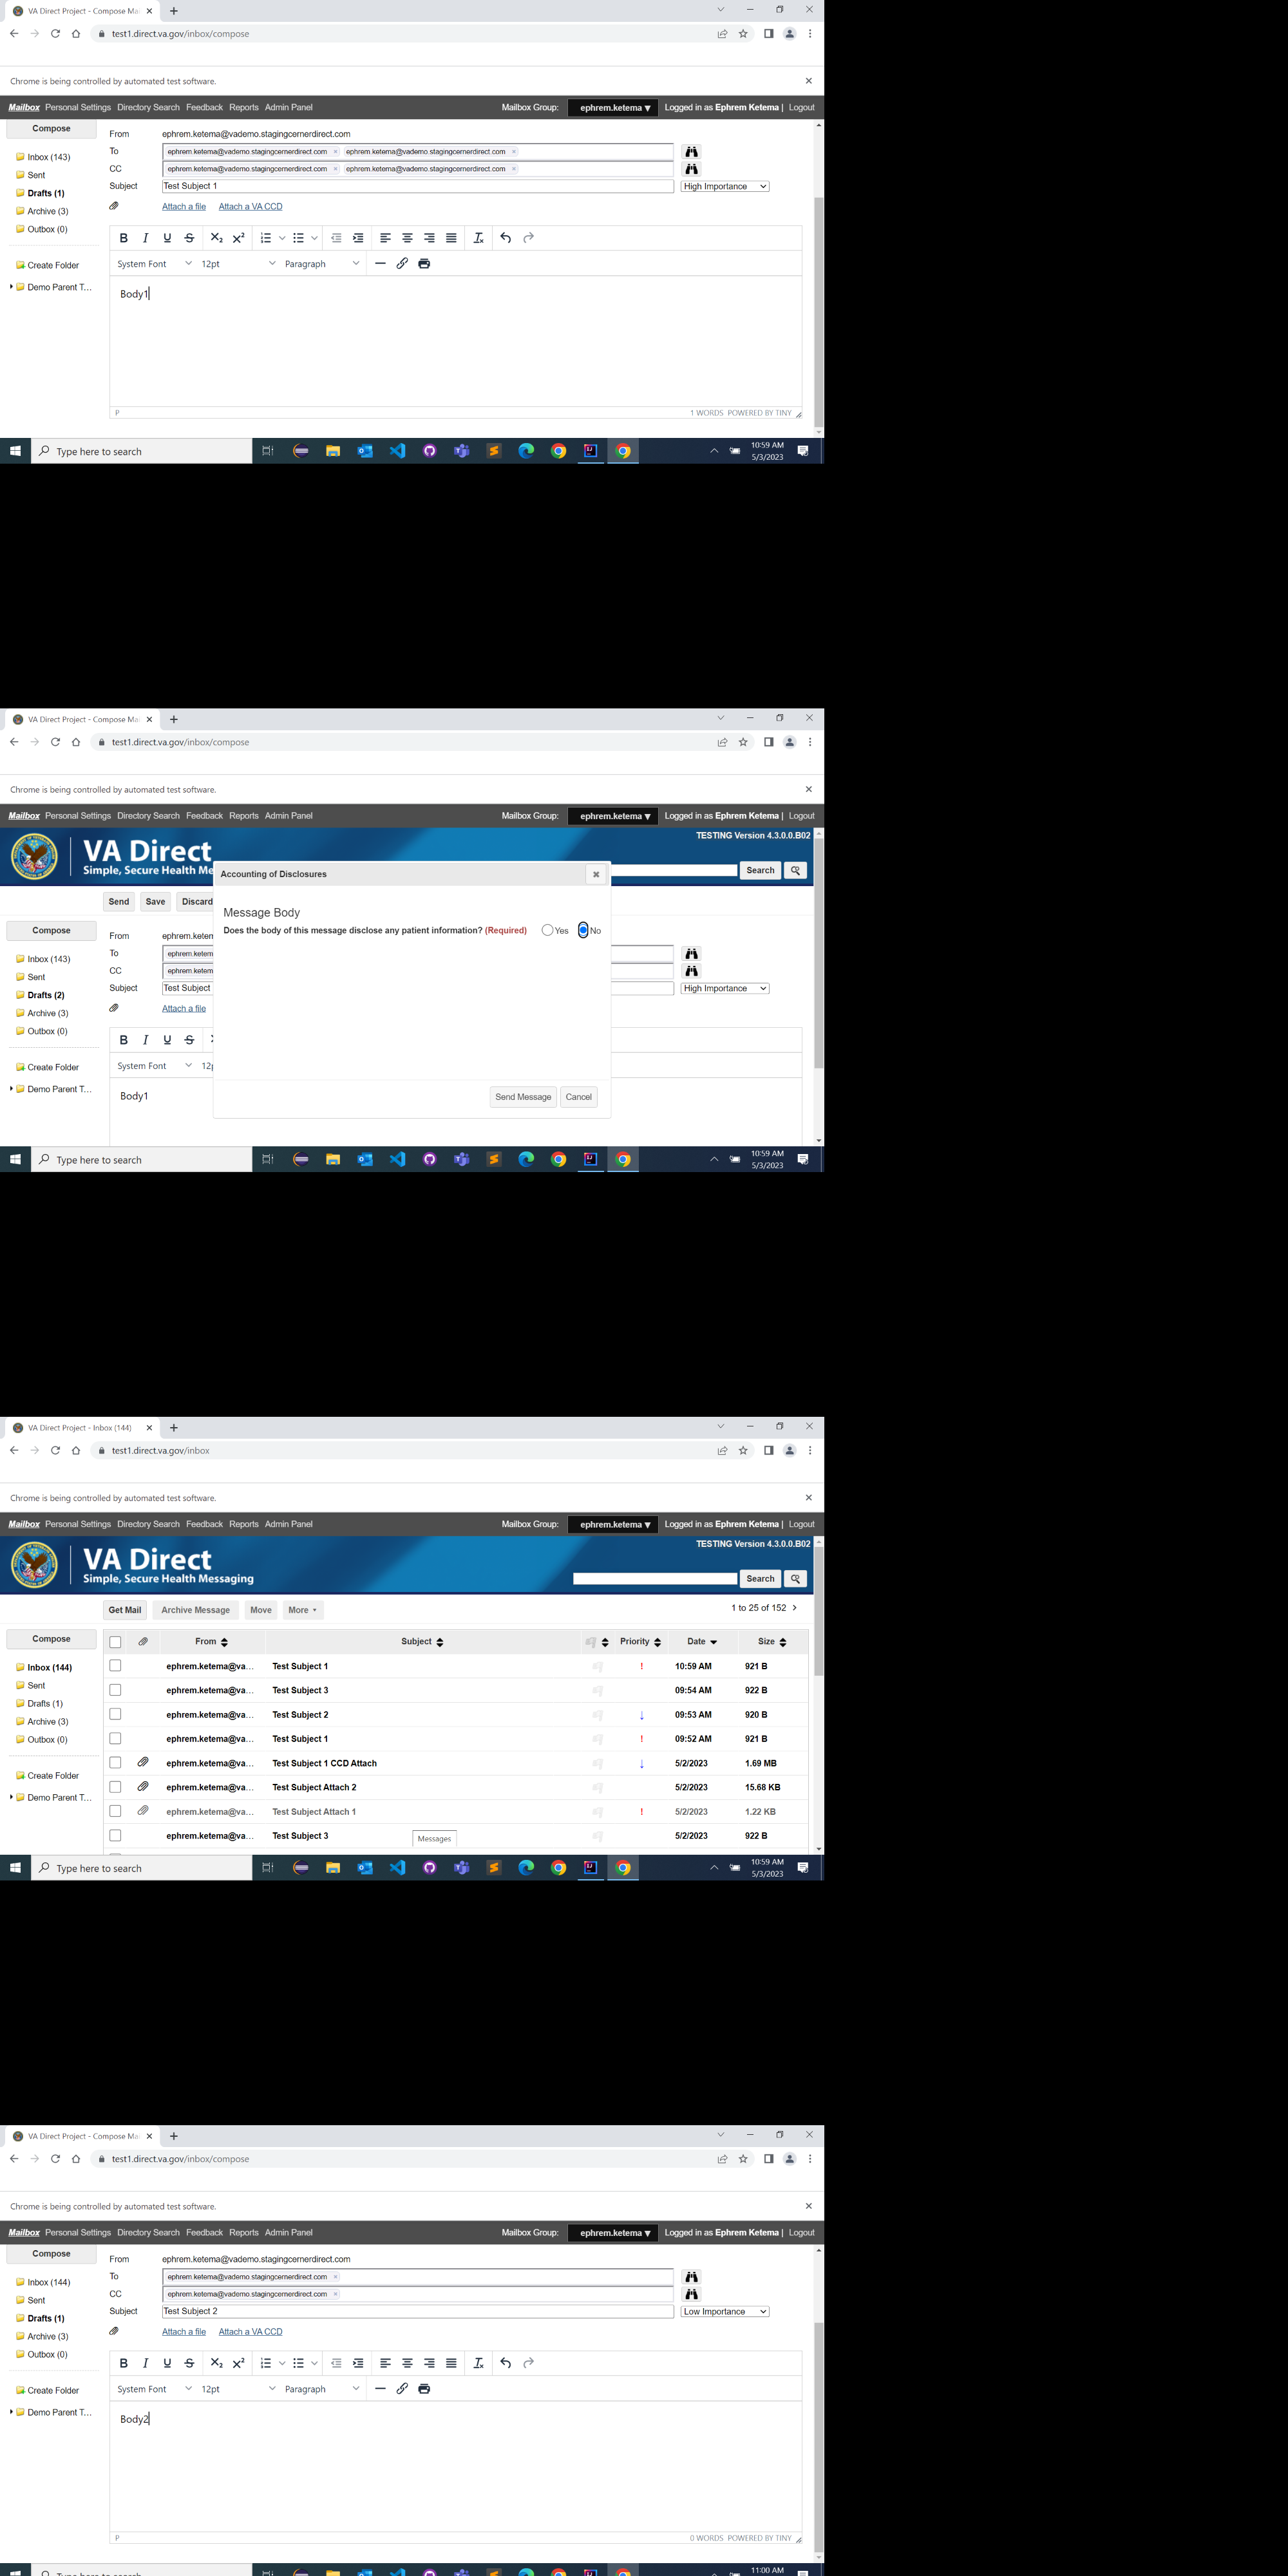 VA Direct Project - Compose Ma
test1.direct.va.gov/inbox/compose
Chrome is being controlled by automated test software.
Mailbox Personal Settings Directory Search Feedback Reports Admin Panel Mailbox Group: ephrem.ketema ▼ Logged in as Ephrem Ketema | Logout
Compose
From ephrem.ketema@vademo.stagingcernerdirect.com
Inbox (143)
To ephrem.ketema@vademo.stagingcernerdirect.com × ephrem.ketema@vademo.stagingcernerdirect.com ×
Sent
CC ephrem.ketema@vademo.stagingcernerdirect.com × ephrem.ketema@vademo.stagingcernerdirect.com ×
Drafts (1)
Subject Test Subject 1 High Importance
Archive (3)
Attach a file Attach a VA CCD
Outbox (0)
B I U S X₂ X²
Create Folder
System Font 12pt Paragraph
Demo Parent T...
Body1
P 1 WORDS POWERED BY TINY
Type here to search
10:59 AM
5/3/2023
VA Direct Project - Compose Ma
test1.direct.va.gov/inbox/compose
Chrome is being controlled by automated test software.
Mailbox Personal Settings Directory Search Feedback Reports Admin Panel Mailbox Group: ephrem.ketema ▼ Logged in as Ephrem Ketema | Logout
TESTING Version 4.3.0.0.B02
VA Direct
Simple, Secure Health Me
Search
Accounting of Disclosures
Send Save Discard
Message Body
Does the body of this message disclose any patient information? (Required) Yes No
Compose
From ephrem.keter
Inbox (143)
To ephrem.ketem
Sent
CC ephrem.ketem
Drafts (2)
Subject Test Subject High Importance
Archive (3)
Attach a file
Outbox (0)
B I U S
Create Folder
System Font 12p
Demo Parent T...
Body1
Send Message Cancel
Type here to search
10:59 AM
5/3/2023
VA Direct Project - Inbox (144)
test1.direct.va.gov/inbox
Chrome is being controlled by automated test software.
Mailbox Personal Settings Directory Search Feedback Reports Admin Panel Mailbox Group: ephrem.ketema ▼ Logged in as Ephrem Ketema | Logout
TESTING Version 4.3.0.0.B02
VA Direct
Simple, Secure Health Messaging
Search
Get Mail Archive Message Move More 1 to 25 of 152
Compose
From Subject Priority Date Size
Inbox (144)
Sent
Drafts (1)
Archive (3)
Outbox (0)
Create Folder
Demo Parent T...
ephrem.ketema@va... Test Subject 1 ! 10:59 AM 921 B
ephrem.ketema@va... Test Subject 3 09:54 AM 922 B
ephrem.ketema@va... Test Subject 2 ↓ 09:53 AM 920 B
ephrem.ketema@va... Test Subject 1 ! 09:52 AM 921 B
ephrem.ketema@va... Test Subject 1 CCD Attach ↓ 5/2/2023 1.69 MB
ephrem.ketema@va... Test Subject Attach 2 5/2/2023 15.68 KB
ephrem.ketema@va... Test Subject Attach 1 ! 5/2/2023 1.22 KB
ephrem.ketema@va... Test Subject 3 5/2/2023 922 B
Messages
Type here to search
10:59 AM
5/3/2023
VA Direct Project - Compose Ma
test1.direct.va.gov/inbox/compose
Chrome is being controlled by automated test software.
Mailbox Personal Settings Directory Search Feedback Reports Admin Panel Mailbox Group: ephrem.ketema ▼ Logged in as Ephrem Ketema | Logout
Compose
From ephrem.ketema@vademo.stagingcernerdirect.com
Inbox (144)
To ephrem.ketema@vademo.stagingcernerdirect.com ×
Sent
CC ephrem.ketema@vademo.stagingcernerdirect.com ×
Drafts (1)
Subject Test Subject 2 Low Importance
Archive (3)
Attach a file Attach a VA CCD
Outbox (0)
B I U S X₂ X²
Create Folder
System Font 12pt Paragraph
Demo Parent T...
Body2
P 0 WORDS POWERED BY TINY
11:00 AM